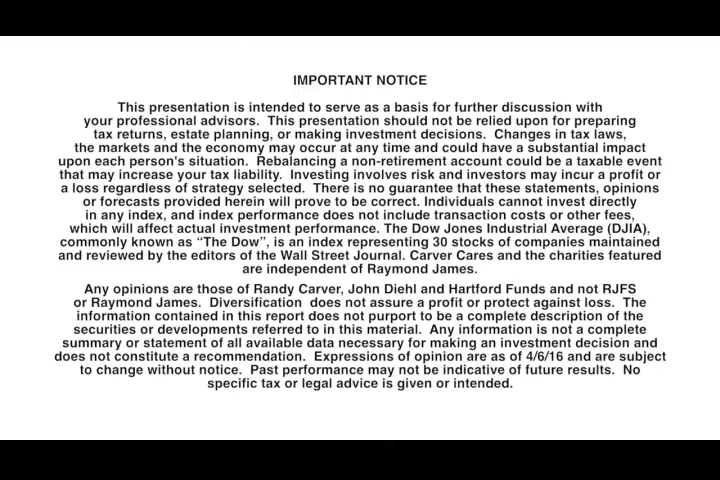 IMPORTANT NOTICE
This presentation is intended to serve as a basis for further discussion with
your professional advisors.  This presentation should not be relied upon for preparing
tax returns, estate planning, or making investment decisions.  Changes in tax laws,
the markets and the economy may occur at any time and could have a substantial impact
upon each person's situation.  Rebalancing a non-retirement account could be a taxable event
that may increase your tax liability.  Investing involves risk and investors may incur a profit or
a loss regardless of strategy selected.  There is no guarantee that these statements, opinions
or forecasts provided herein will prove to be correct. Individuals cannot invest directly
in any index, and index performance does not include transaction costs or other fees,
which will affect actual investment performance. The Dow Jones Industrial Average (DJIA),
commonly known as “The Dow”, is an index representing 30 stocks of companies maintained
and reviewed by the editors of the Wall Street Journal. Carver Cares and the charities featured
are independent of Raymond James.
Any opinions are those of Randy Carver, John Diehl and Hartford Funds and not RJFS
or Raymond James.  Diversification  does not assure a profit or protect against loss.  The
information contained in this report does not purport to be a complete description of the
securities or developments referred to in this material.  Any information is not a complete
summary or statement of all available data necessary for making an investment decision and
does not constitute a recommendation.  Expressions of opinion are as of 4/6/16 and are subject
to change without notice.  Past performance may not be indicative of future results.  No
specific tax or legal advice is given or intended.